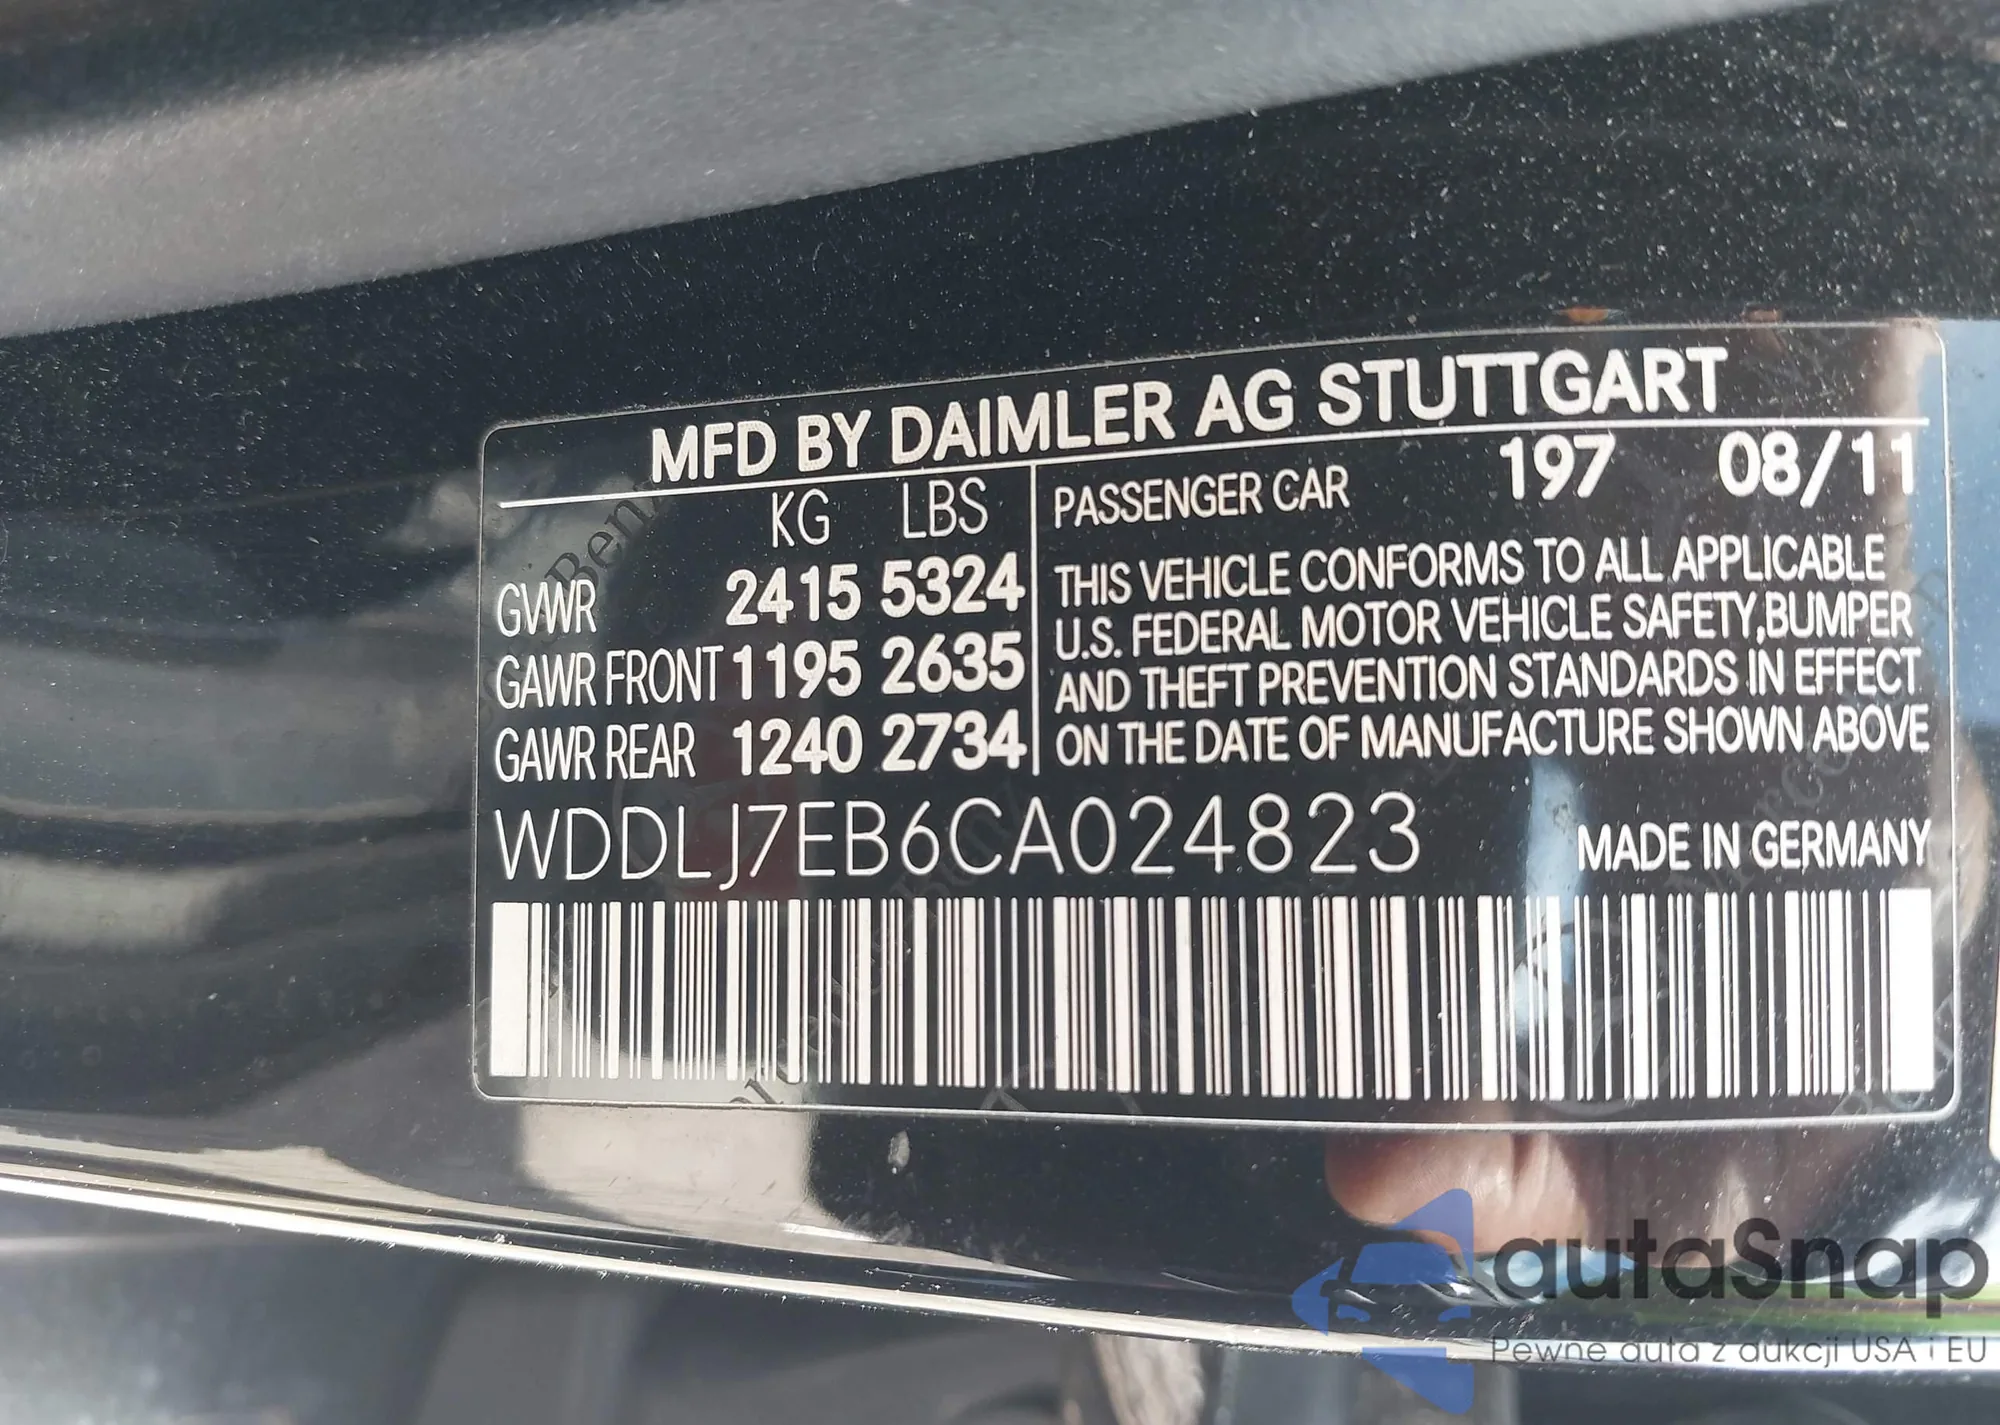 MFD BY DAIMLER AG STUTTGART
KG LBS
GVWR 2415 5324
GAWR FRONT 1195 2635
GAWR REAR 1240 2734
PASSENGER CAR 197 08/11
THIS VEHICLE CONFORMS TO ALL APPLICABLE
U.S. FEDERAL MOTOR VEHICLE SAFETY,BUMPER
AND THEFT PREVENTION STANDARDS IN EFFECT
ON THE DATE OF MANUFACTURE SHOWN ABOVE
WDDLJ7EB6CA024823
MADE IN GERMANY
autaSnap
Pewne auta z aukcji USA i EU